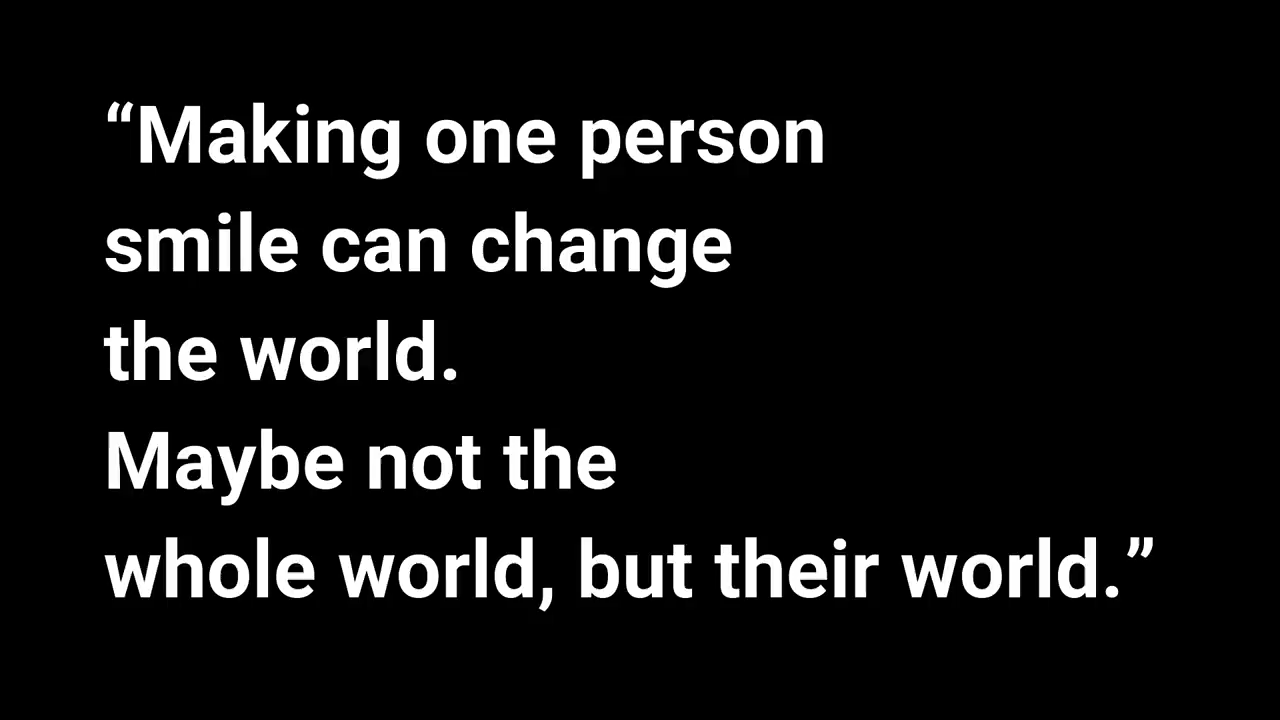 “Making one person
smile can change
the world.
Maybe not the
whole world, but their world.”